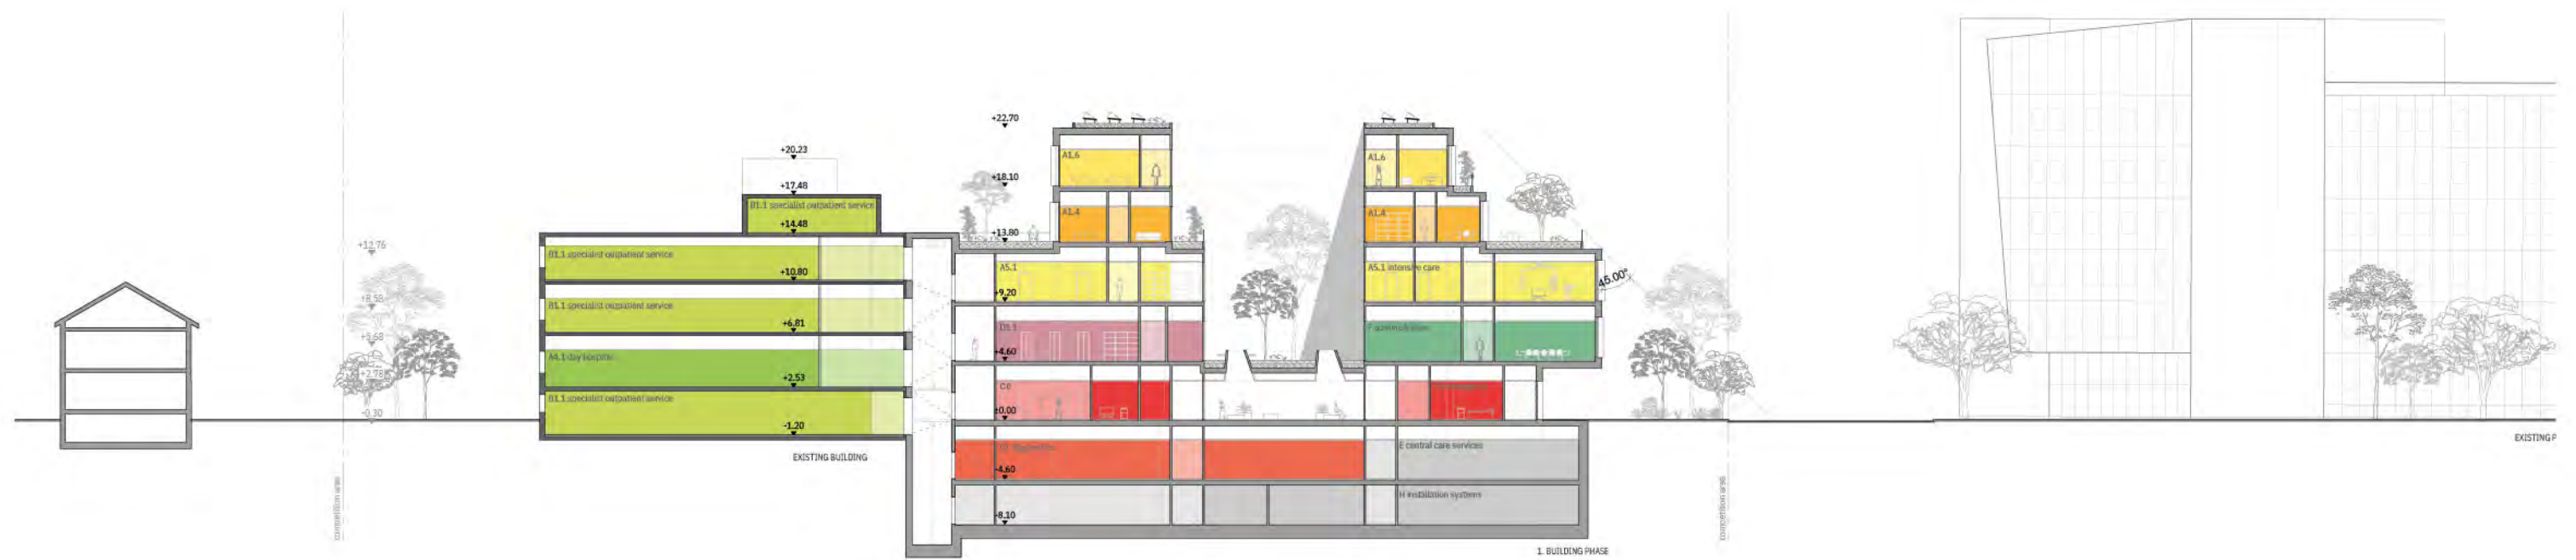 +22.70
+20.23
A1.6
A1.6
+18.10
+17.48
B1.1 specialist outpatient service
A1.4
A1.4
+14.48
+13.80
+12.76
B1.1 specialist outpatient service
A5.1
A5.1 intensive care
+10.80
45.00°
+9.20
+8.58
B1.1 specialist outpatient service
+6.81
D1.1
+5.68
+4.60
A4.1 day hospital
+2.78
+2.53
C0
B1.1 specialist outpatient service
-0.30
±0.00
-1.20
EXISTING BUILDING
EXISTING P
E central care services
-4.60
H installation systems
-8.10
competition area
competition area
1. BUILDING PHASE